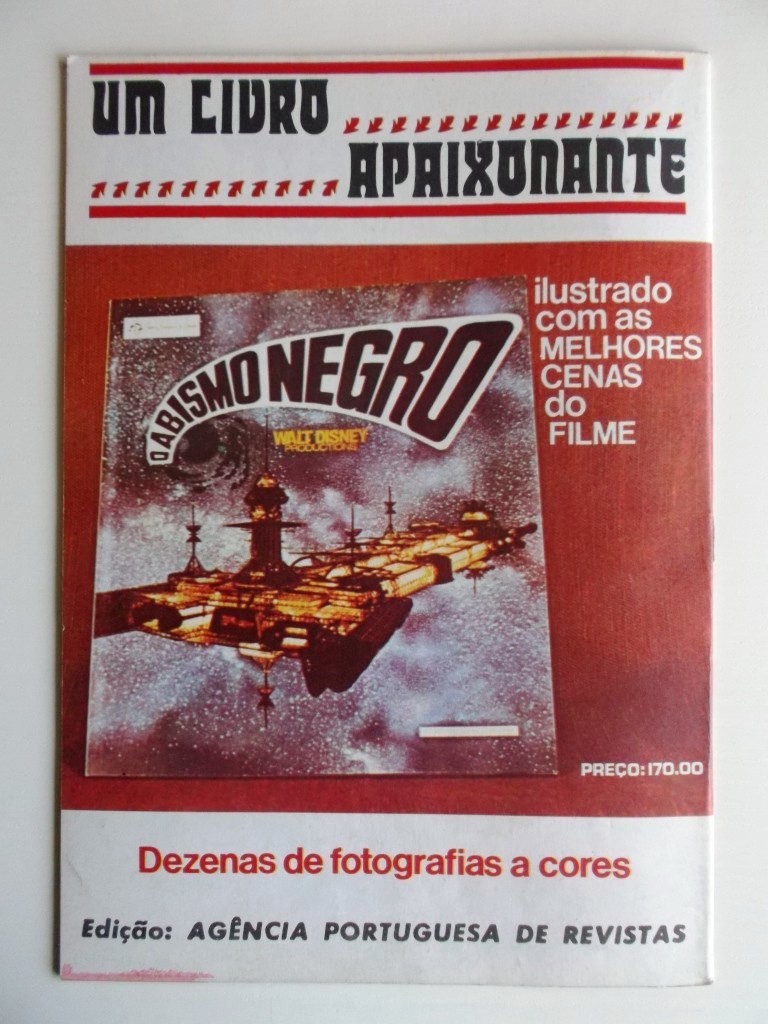 UM LIVRO
APAIXONANTE
ilustrado
com as
MELHORES
CENAS
do
FILME
O ABISMO NEGRO
WALT DISNEY
PRODUCTIONS
PREÇO: 170.00
Dezenas de fotografias a cores
Edição: AGÊNCIA PORTUGUESA DE REVISTAS